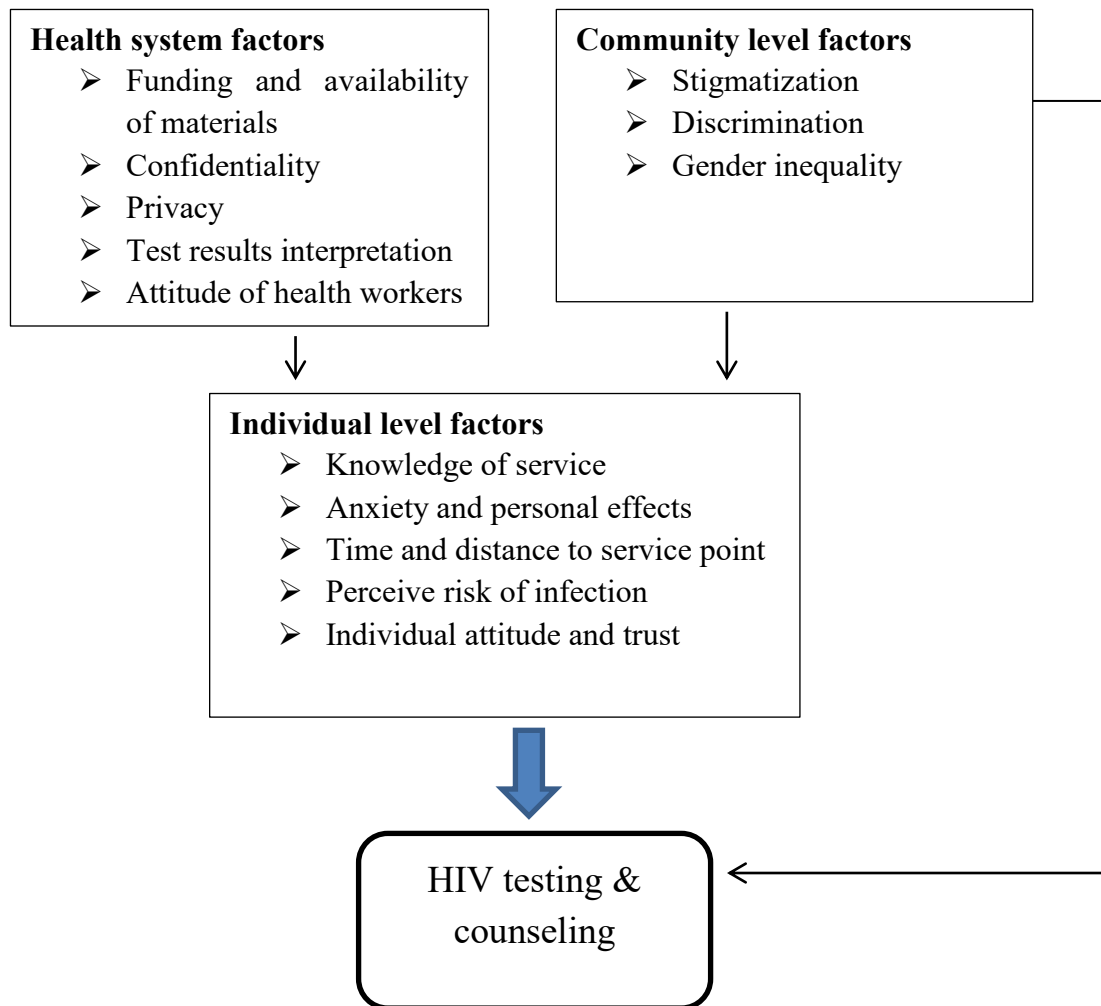 Health system factors
➢ Funding and availability
of materials
➢ Confidentiality
➢ Privacy
➢ Test results interpretation
➢ Attitude of health workers
Community level factors
➢ Stigmatization
➢ Discrimination
➢ Gender inequality
Individual level factors
➢ Knowledge of service
➢ Anxiety and personal effects
➢ Time and distance to service point
➢ Perceive risk of infection
➢ Individual attitude and trust
HIV testing &
counseling